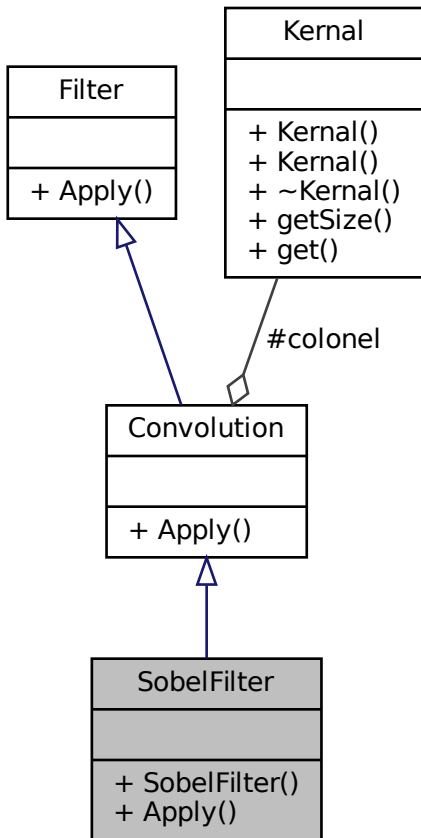 Kernal
+ Kernal()
+ Kernal()
+ ~Kernal()
+ getSize()
+ get()
Filter
+ Apply()
#colonel
Convolution
+ Apply()
SobelFilter
+ SobelFilter()
+ Apply()